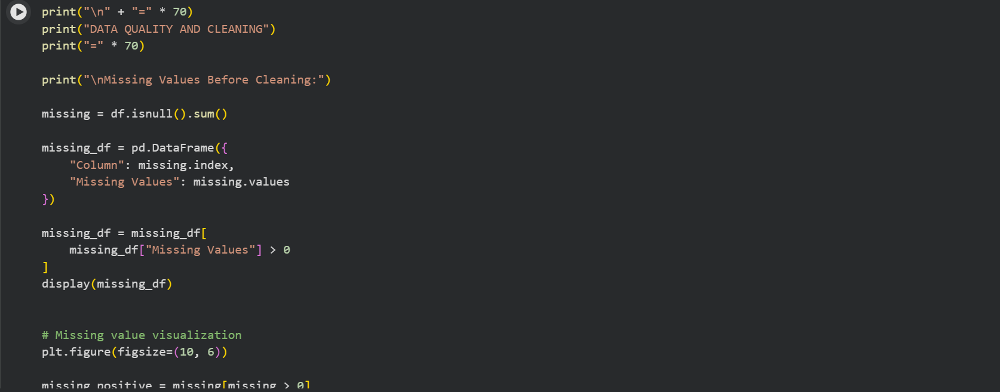 print("\n" + "=" * 70)
print("DATA QUALITY AND CLEANING")
print("=" * 70)

print("\nMissing Values Before Cleaning:")

missing = df.isnull().sum()

missing_df = pd.DataFrame({
    "Column": missing.index,
    "Missing Values": missing.values
})

missing_df = missing_df[
    missing_df["Missing Values"] > 0
]
display(missing_df)


# Missing value visualization
plt.figure(figsize=(10, 6))

missing_positive = missing[missing > 0]